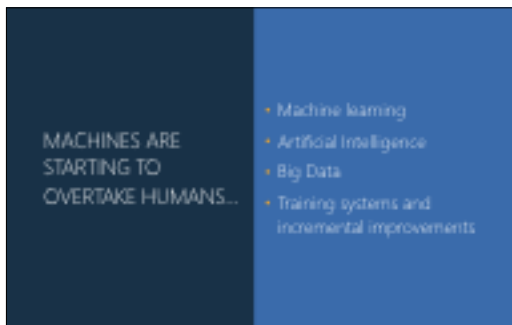 MACHINES ARE
STARTING TO
OVERTAKE HUMANS...
• Machine learning
• Artificial Intelligence
• Big Data
• Training systems and
incremental improvements